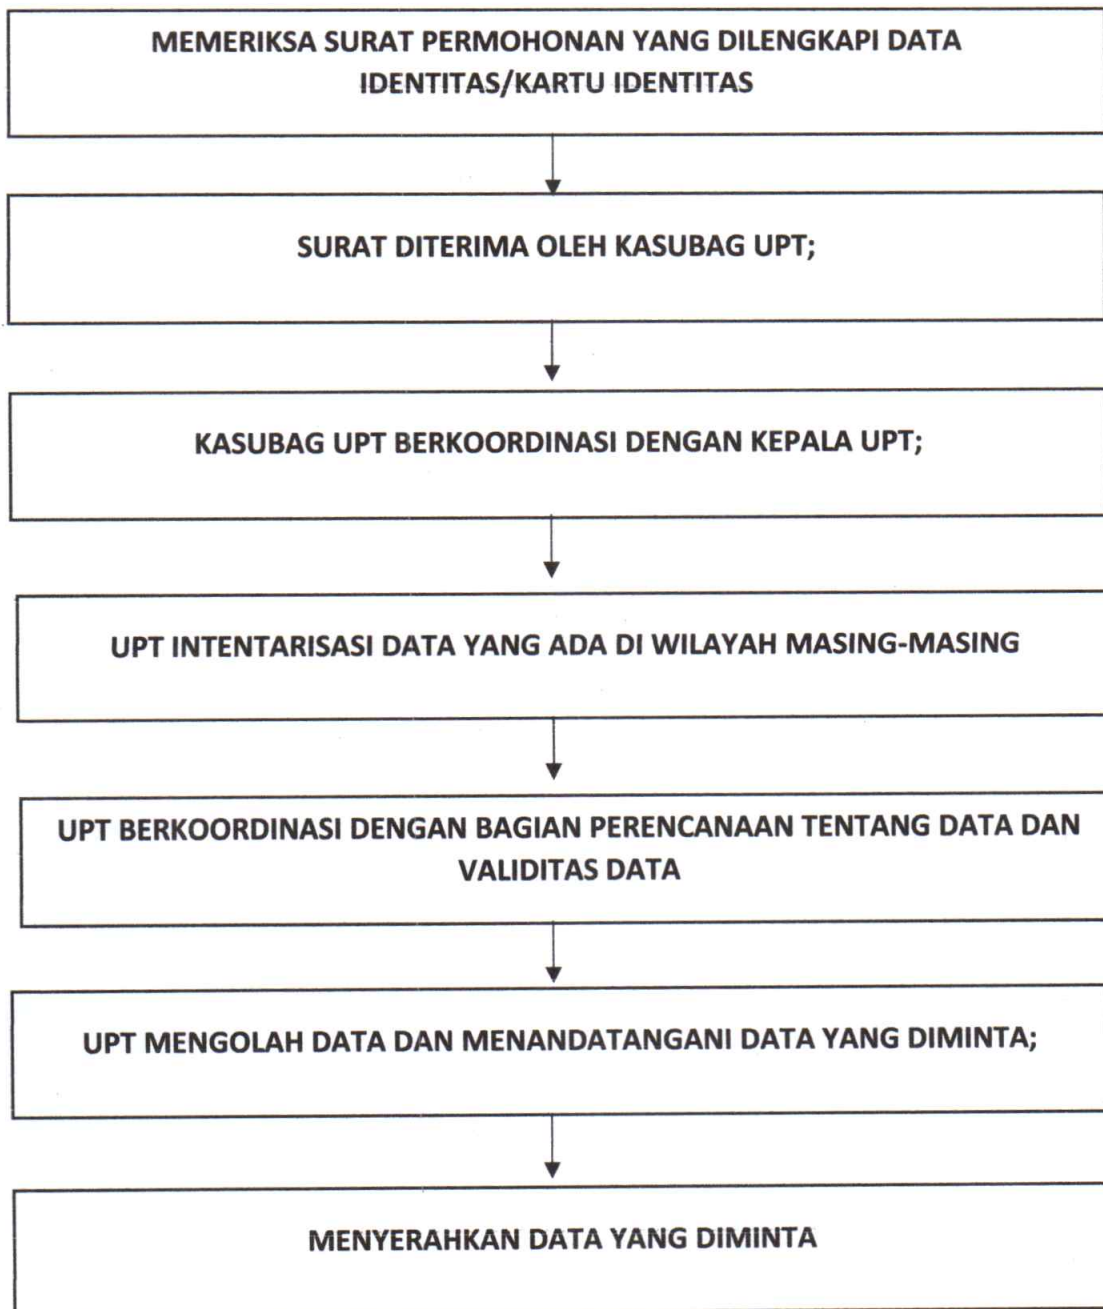 MEMERIKSA SURAT PERMOHONAN YANG DILENGKAPI DATA
IDENTITAS/KARTU IDENTITAS
SURAT DITERIMA OLEH KASUBAG UPT;
KASUBAG UPT BERKOORDINASI DENGAN KEPALA UPT;
UPT INTENTARISASI DATA YANG ADA DI WILAYAH MASING-MASING
UPT BERKOORDINASI DENGAN BAGIAN PERENCANAAN TENTANG DATA DAN
VALIDITAS DATA
UPT MENGOLAH DATA DAN MENANDATANGANI DATA YANG DIMINTA;
MENYERAHKAN DATA YANG DIMINTA